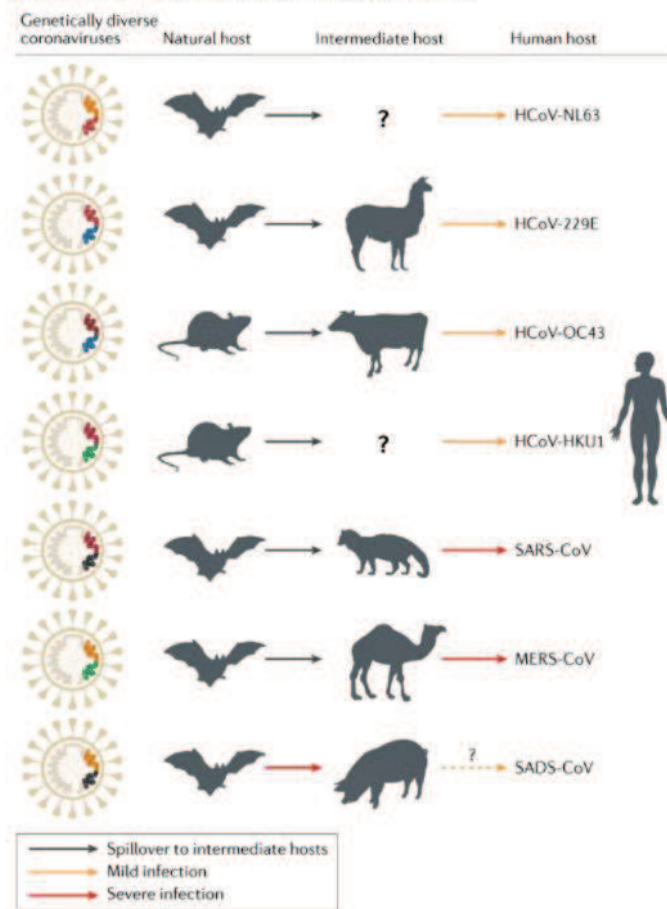 Genetically diverse
coronaviruses Natural host Intermediate host Human host
? HCoV-NL63
HCoV-229E
HCoV-OC43
? HCoV-HKU1
SARS-CoV
MERS-CoV
? SADS-CoV
Spillover to intermediate hosts
Mild infection
Severe infection